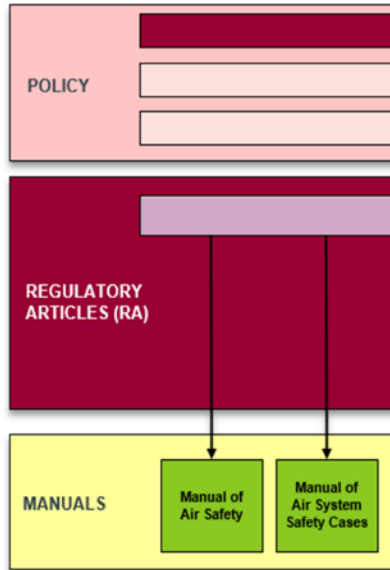 POLICY
REGULATORY
ARTICLES (RA)
MANUALS
Manual of
Air Safety
Manual of
Air System
Safety Cases